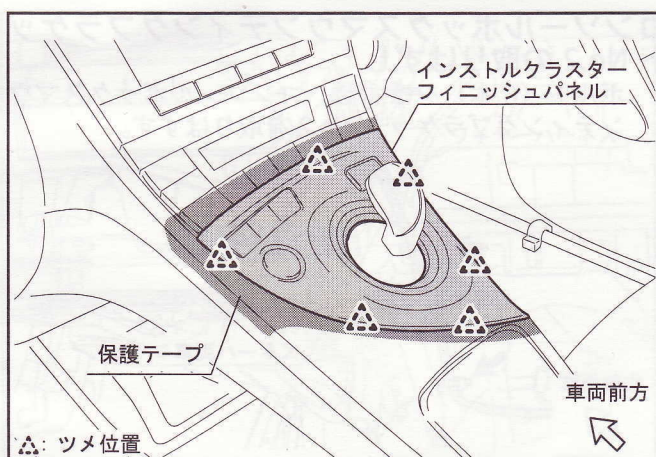 インストルクラスター
フィニッシュパネル
保護テープ
車両前方
: ツメ位置